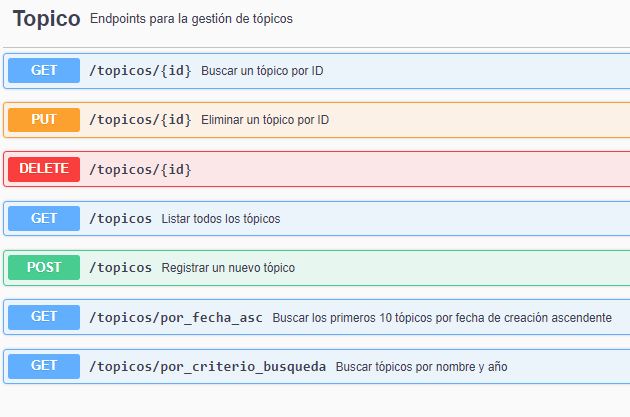 Topico Endpoints para la gestión de tópicos
GET /topicos/{id} Buscar un tópico por ID
PUT /topicos/{id} Eliminar un tópico por ID
DELETE /topicos/{id}
GET /topicos Listar todos los tópicos
POST /topicos Registrar un nuevo tópico
GET /topicos/por_fecha_asc Buscar los primeros 10 tópicos por fecha de creación ascendente
GET /topicos/por_criterio_busqueda Buscar tópicos por nombre y año